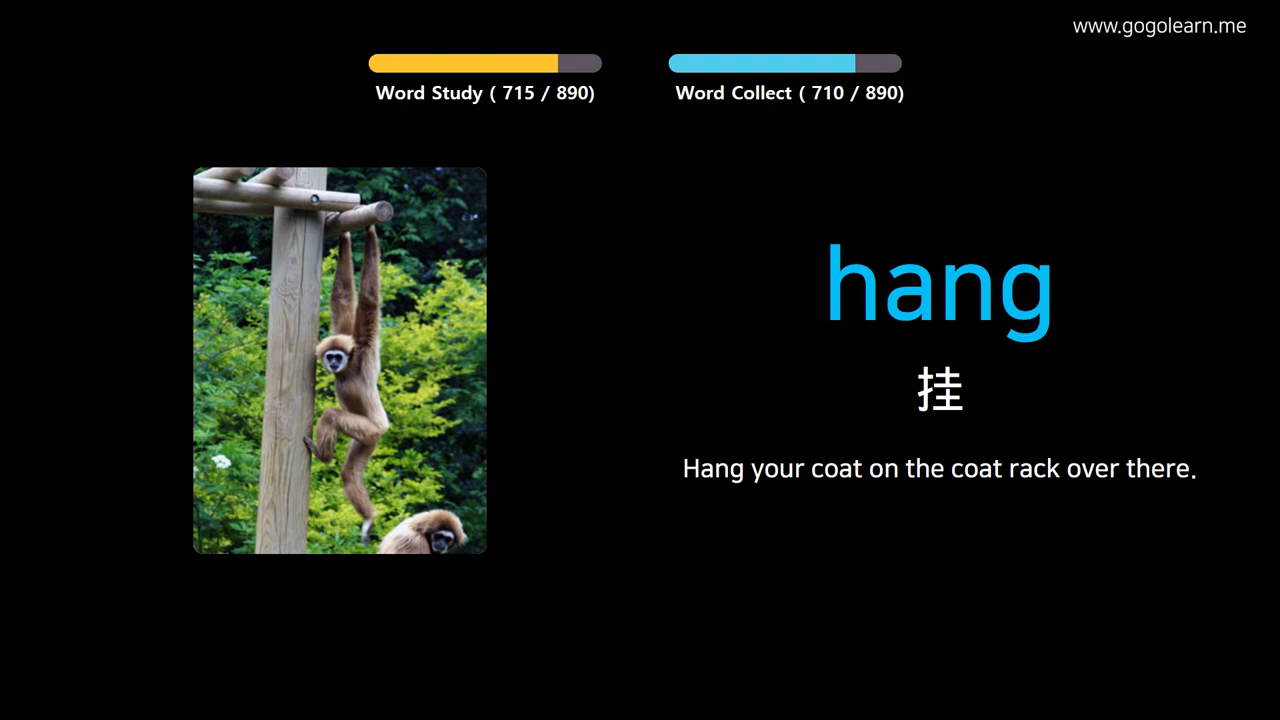 www.gogolearn.me
Word Study ( 715 / 890)
Word Collect ( 710 / 890)
hang
挂
Hang your coat on the coat rack over there.